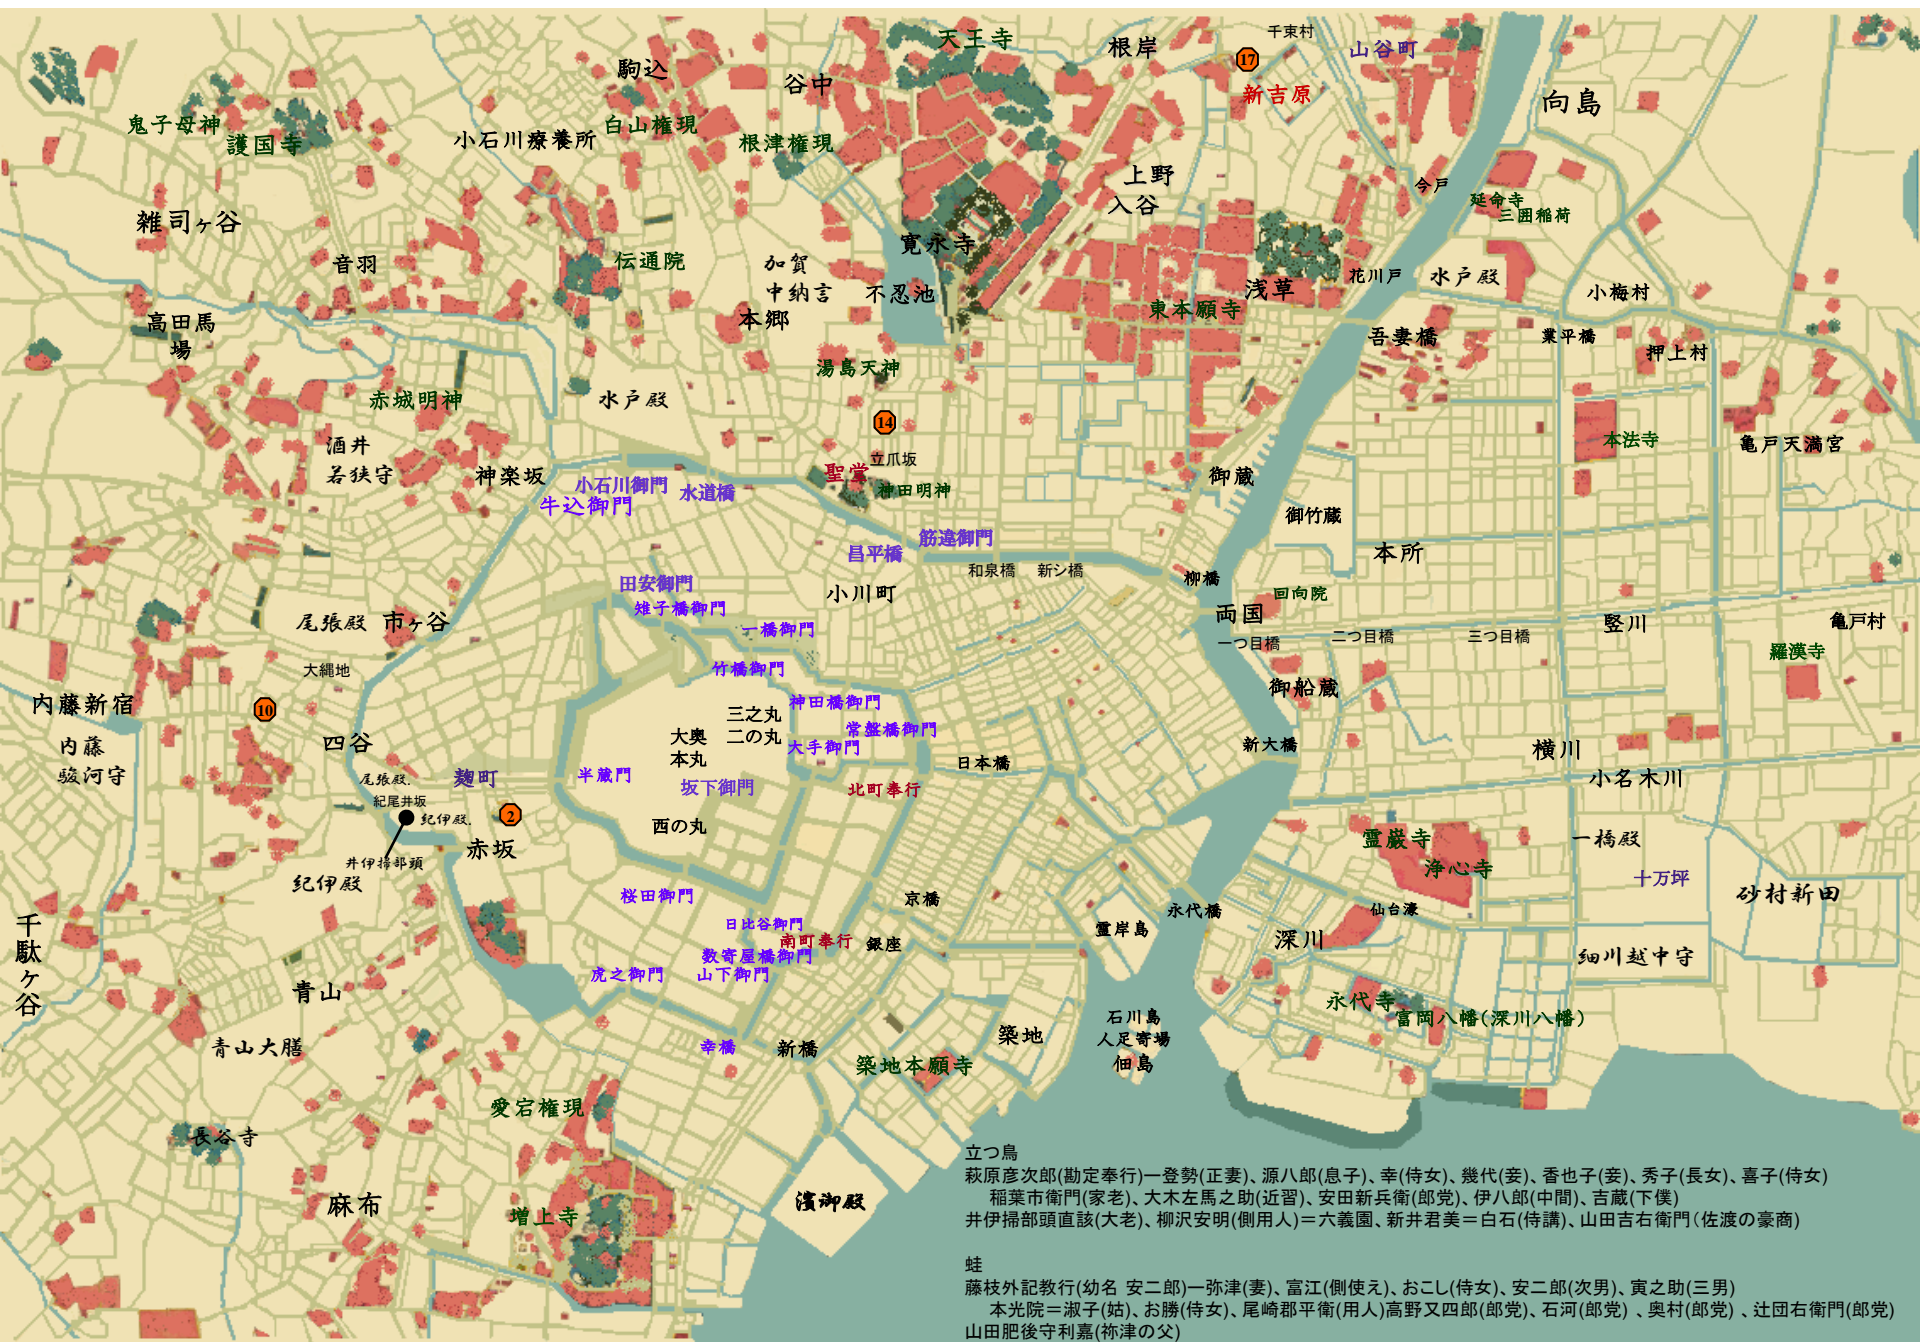 千束村
天王寺
根岸
17
山谷町
駒込
谷中
新吉原
向島
鬼子母神
護国寺
小石川療養所
白山権現
根津権現
上野
入谷
今戸
延命寺
三囲稲荷
雑司ヶ谷
音羽
伝通院
加賀
中納言
寛永寺
不忍池
浅草
花川戸
水戸殿
小梅村
高田馬
場
本郷
東本願寺
吾妻橋
業平橋
押上村
湯島天神
赤城明神
水戸殿
14
酒井
若狭守
神楽坂
立爪坂
聖堂
神田明神
小石川御門
水道橋
牛込御門
御蔵
本法寺
亀戸天満宮
御竹蔵
昌平橋
筋違御門
本所
和泉橋
新シ橋
柳橋
田安御門
雉子橋御門
小川町
回向院
尾張殿
市ヶ谷
一橋御門
両国
一つ目橋
二つ目橋
三つ目橋
竪川
亀戸村
羅漢寺
大縄地
竹橋御門
御船蔵
内藤新宿
10
神田橋御門
三之丸
二の丸
常盤橋御門
大手御門
大奥
本丸
四谷
内藤
駿河守
新大橋
横川
日本橋
尾張殿.
麹町
半蔵門
坂下御門
北町奉行
小名木川
紀尾井坂
紀伊殿.
2
西の丸
赤坂
井伊掃部頭
紀伊殿
霊巌寺
浄心寺
一橋殿
十万坪
砂村新田
桜田御門
京橋
永代橋
仙台濠
日比谷御門
南町奉行
銀座
霊岸島
深川
千駄ヶ谷
数寄屋橋御門
虎之御門
山下御門
細川越中守
青山
永代寺
富岡八幡(深川八幡)
石川島
人足寄場
佃島
築地
青山大膳
幸橋
新橋
築地本願寺
愛宕権現
長谷寺
麻布
増上寺
濱御殿
立つ鳥
萩原彦次郎(勘定奉行)―登勢(正妻)、源八郎(息子)、幸(侍女)、幾代(妾)、香也子(妾)、秀子(長女)、喜子(侍女)
稲葉市衛門(家老)、大木左馬之助(近習)、安田新兵衛(郎党)、伊八郎(中間)、吉蔵(下僕)
井伊掃部頭直該(大老)、柳沢安明(側用人)＝六義園、新井君美＝白石(侍講)、山田吉右衛門(佐渡の豪商)
蛙
藤枝外記教行(幼名 安二郎)―弥津(妻)、富江(側使え)、おこし(侍女)、安二郎(次男)、寅之助(三男)
本光院＝淑子(姑)、お勝(侍女)、尾崎郡平衛(用人)高野又四郎(郎党)、石河(郎党) 、奥村(郎党) 、辻団右衛門(郎党)
山田肥後守利嘉(祢津の父)